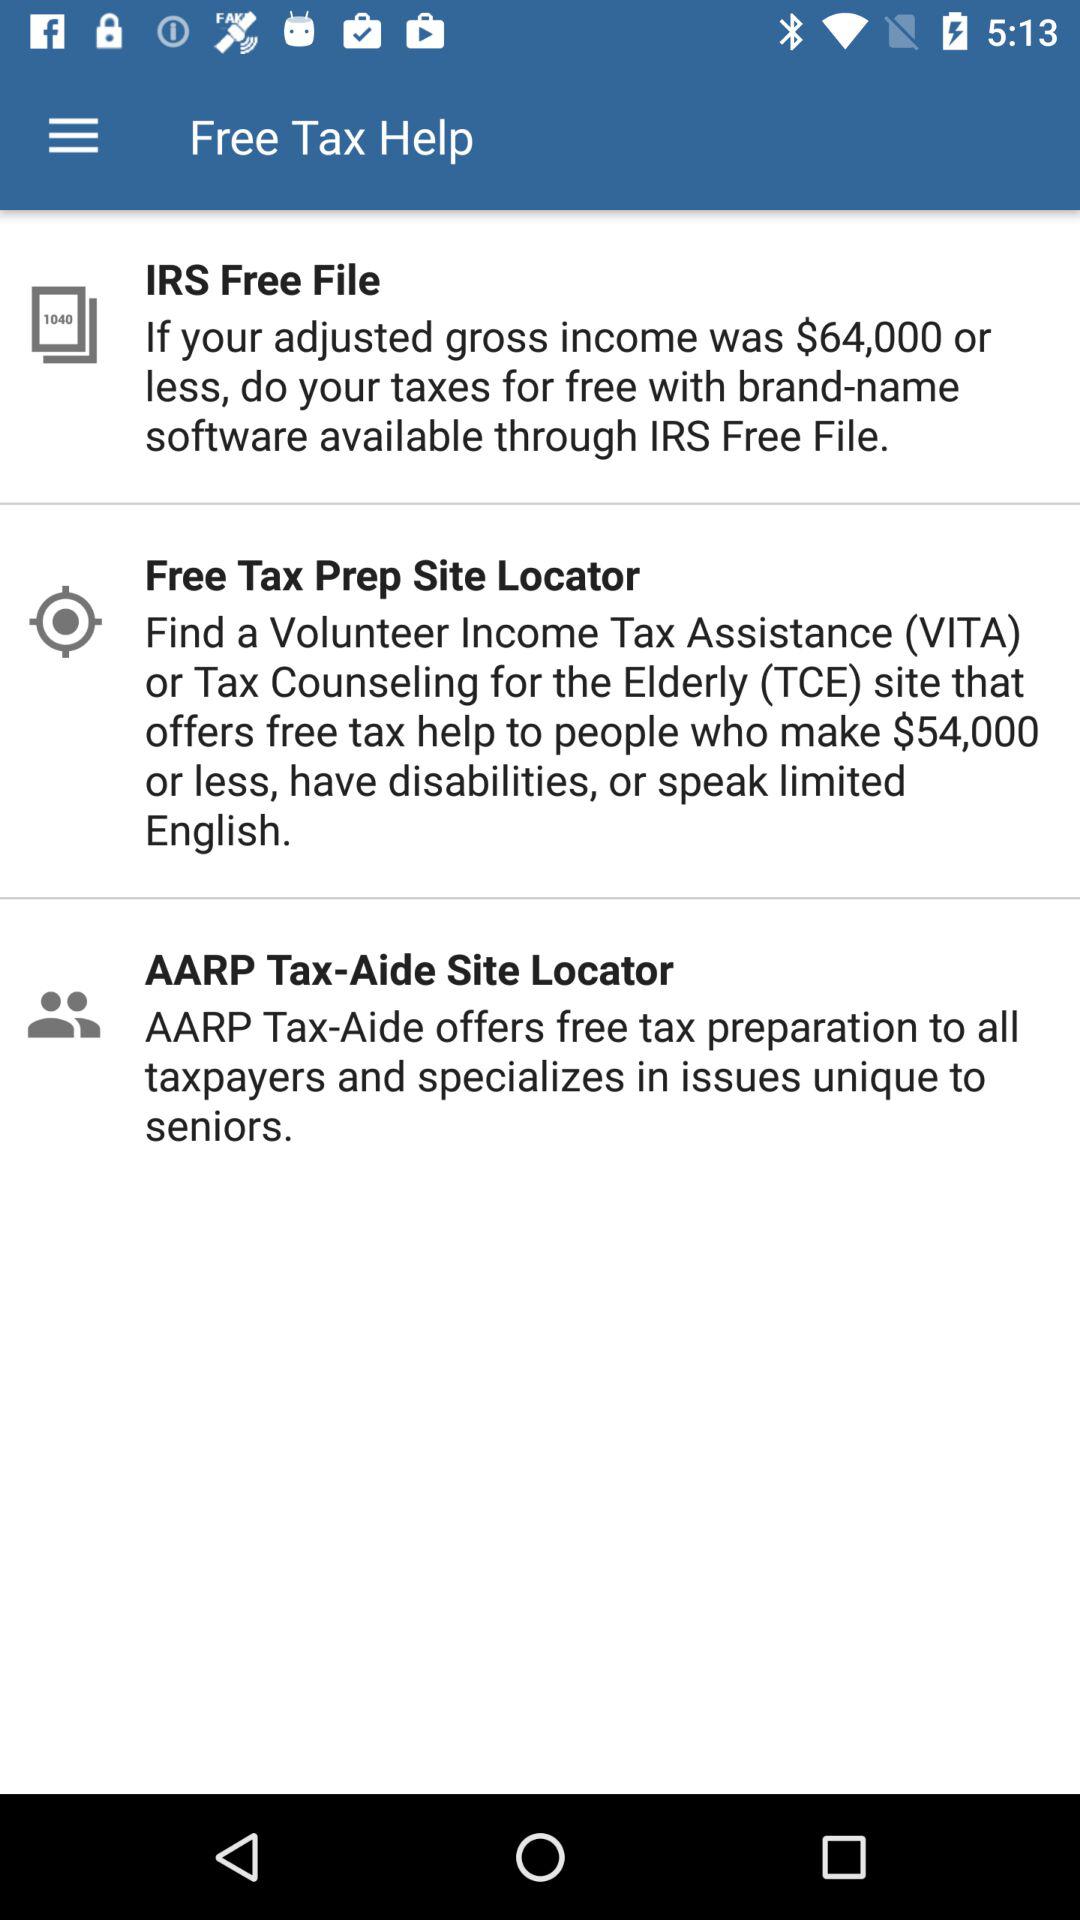 FAKE
5:13
Free Tax Help
IRS Free File
1040
If your adjusted gross income was $64,000 or
less, do your taxes for free with brand-name
software available through IRS Free File.
Free Tax Prep Site Locator
Find a Volunteer Income Tax Assistance (VITA)
or Tax Counseling for the Elderly (TCE) site that
offers free tax help to people who make $54,000
or less, have disabilities, or speak limited
English.
AARP Tax-Aide Site Locator
AARP Tax-Aide offers free tax preparation to all
taxpayers and specializes in issues unique to
seniors.